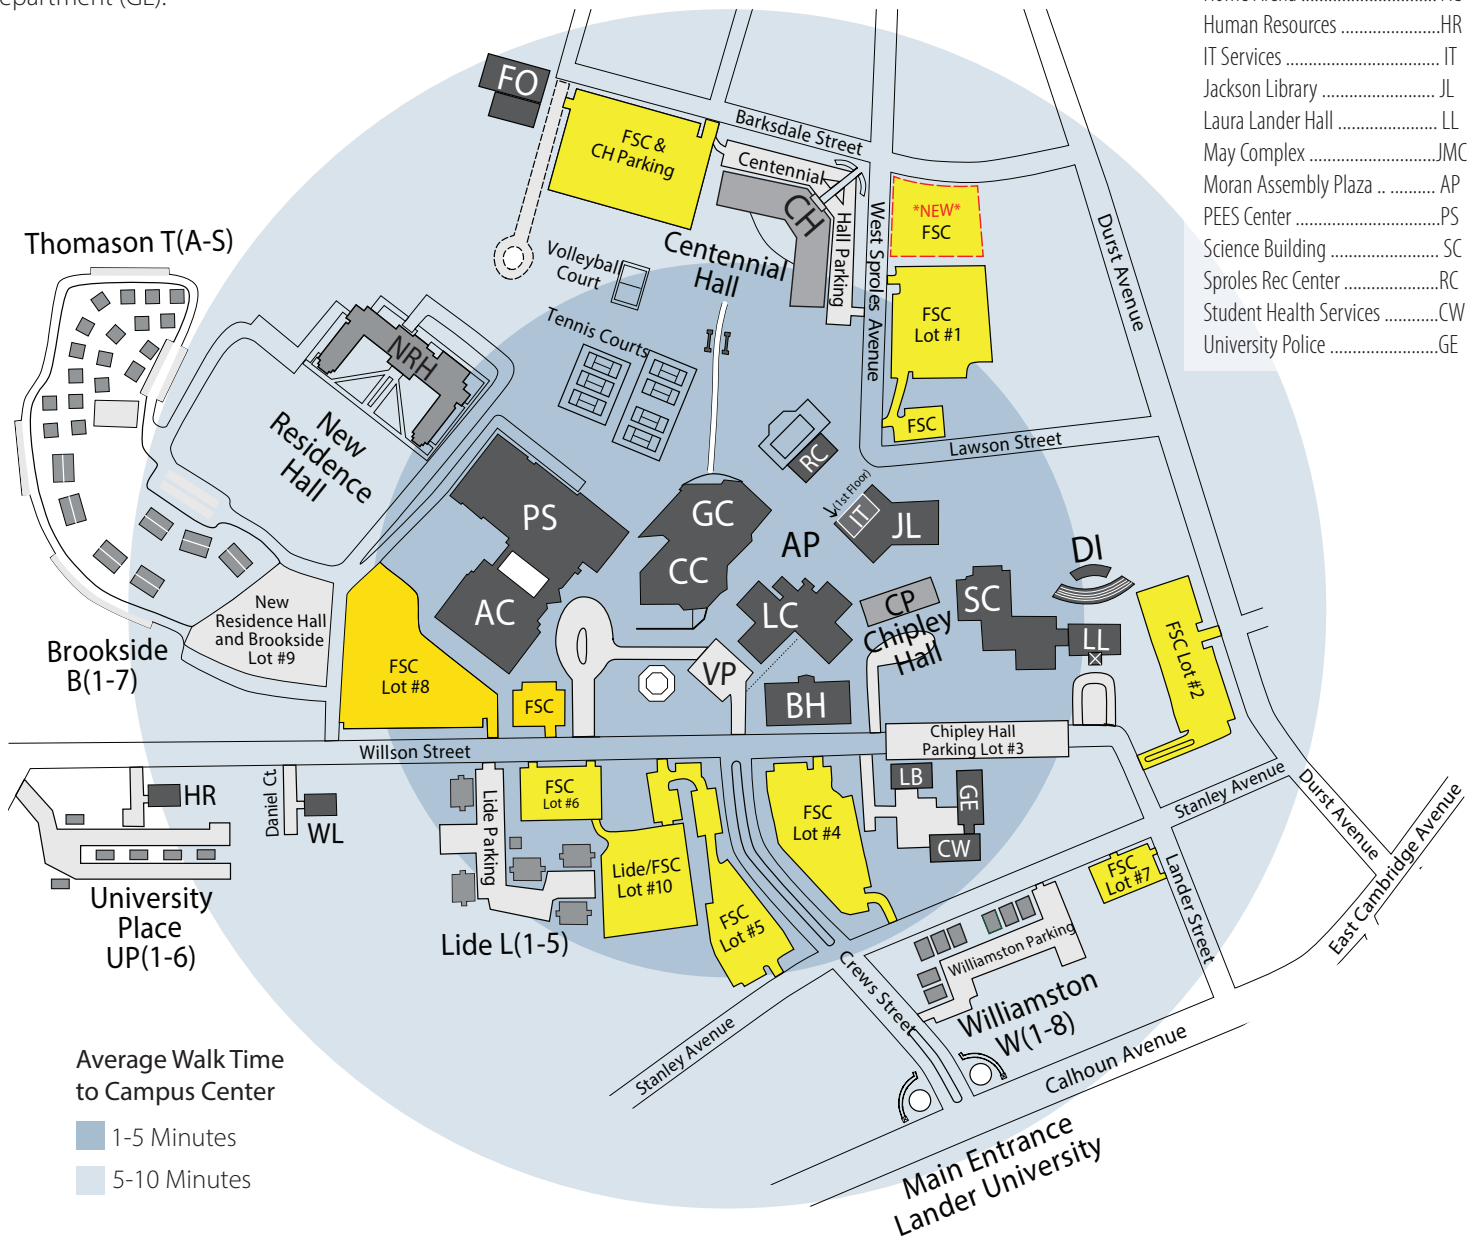 epartment (GE).
Human Resources ......................HR
IT Services .................................. IT
Jackson Library ......................... JL
Laura Lander Hall ...................... LL
May Complex ............................JMC
Moran Assembly Plaza .. .......... AP
PEES Center ................................PS
Science Building ........................ SC
Sproles Rec Center .....................RC
Student Health Services ............CW
University Police ........................GE
FO
FSC &
CH Parking
Barksdale Street
Centennial
Hall Parking
CH
Centennial
Hall
West Sproles Avenue
*NEW*
FSC
FSC
Lot #1
FSC
Durst Avenue
Lawson Street
Thomason T(A-S)
Volleyball
Court
Tennis Courts
NRH
New
Residence
Hall
RC
(1st Floor)
IT
JL
PS
GC
CC
AP
AC
LC
CP
Chipley
Hall
SC
DI
LL
FSC Lot #2
New
Residence Hall
and Brookside
Lot #9
Brookside
B(1-7)
FSC
Lot #8
FSC
VP
BH
Chipley Hall
Parking Lot #3
Willson Street
HR
Daniel Ct
WL
Lide Parking
FSC
Lot #6
Lide/FSC
Lot #10
FSC
Lot #5
FSC
Lot #4
LB
GE
CW
Stanley Avenue
Durst Avenue
East Cambridge Avenue
FSC
Lot #7
Lander Street
University
Place
UP(1-6)
Lide L(1-5)
Williamston Parking
Williamston
W(1-8)
Crews Street
Stanley Avenue
Calhoun Avenue
Main Entrance
Lander University
Average Walk Time
to Campus Center
1-5 Minutes
5-10 Minutes